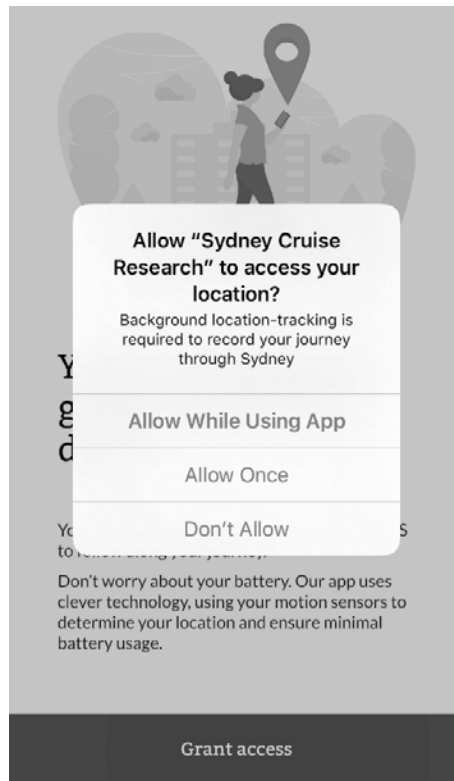 Allow “Sydney Cruise
Research” to access your
location?
Background location-tracking is
required to record your journey
through Sydney
Allow While Using App
Allow Once
Don’t Allow
Don’t worry about your battery. Our app uses
clever technology, using your motion sensors to
determine your location and ensure minimal
battery usage.
Grant access